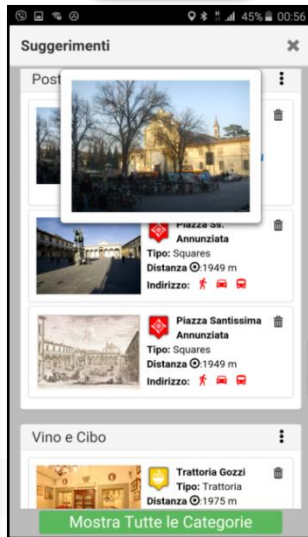 45% 00:56
Suggerimenti
Post
Piazza Ss.
Annunziata
Tipo: Squares
Distanza :1949 m
Indirizzo:
Piazza Santissima
Annunziata
Tipo: Squares
Distanza :1949 m
Indirizzo:
Vino e Cibo
Trattoria Gozzi
Tipo: Trattoria
Distanza :1975 m
Mostra Tutte le Categorie